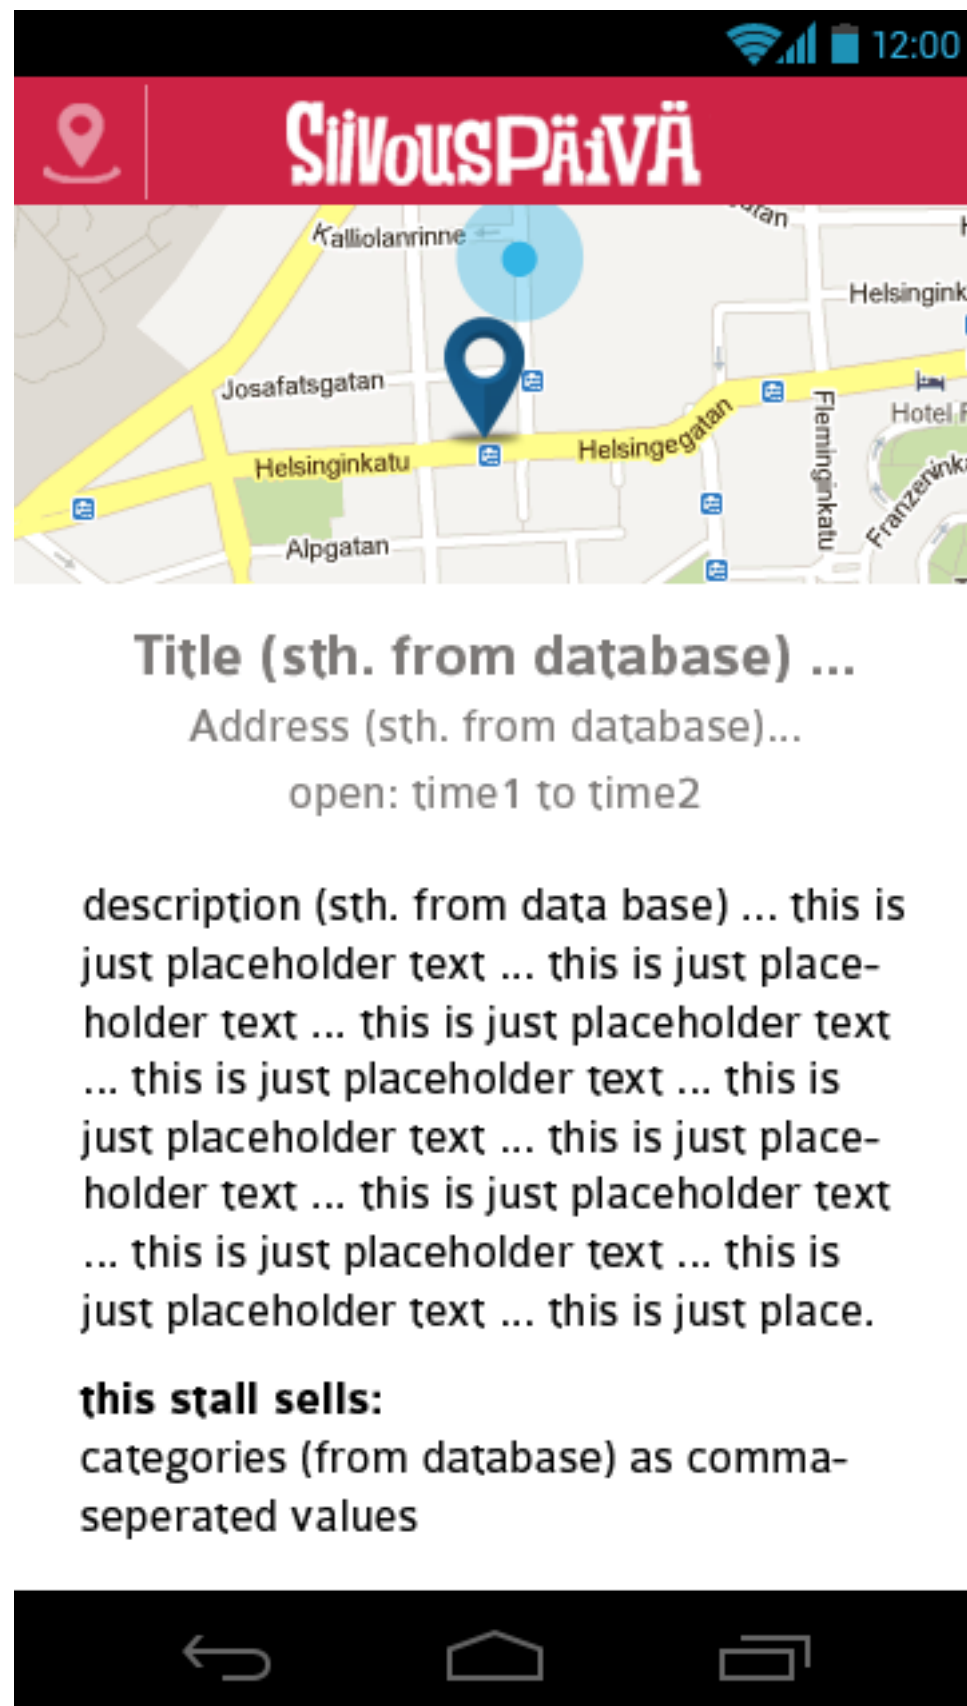 12:00
SiiVOUSPÄiVÄ
Kalliolanrinne
Helsingink
Josafatsgatan
Hotel
Fleminginkatu
Helsingegatan
Helsinginkatu
Franzeninka
Alpgatan
Title (sth. from database) ...
Address (sth. from database)...
open: time1 to time2
description (sth. from data base) ... this is
just placeholder text ... this is just place-
holder text ... this is just placeholder text
... this is just placeholder text ... this is
just placeholder text ... this is just place-
holder text ... this is just placeholder text
... this is just placeholder text ... this is
just placeholder text ... this is just place.
this stall sells:
categories (from database) as comma-
seperated values